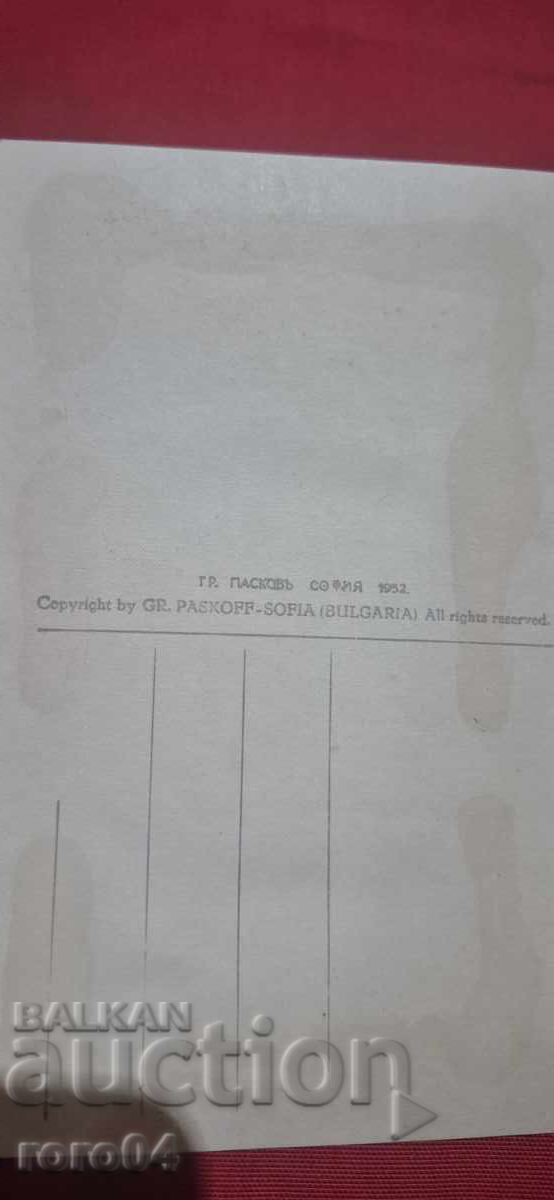 ГР. ПАСКОВЪ СОФИЯ 1952.
Copyright by GR. PASKOFF-SOFIA (BULGARIA) All rights reserved.
BALKAN
auction
roro04